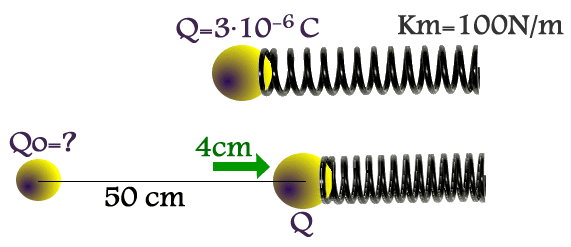 Q=3·10⁻⁶ C
Km=100N/m
Qo=?
4cm
50 cm
Q